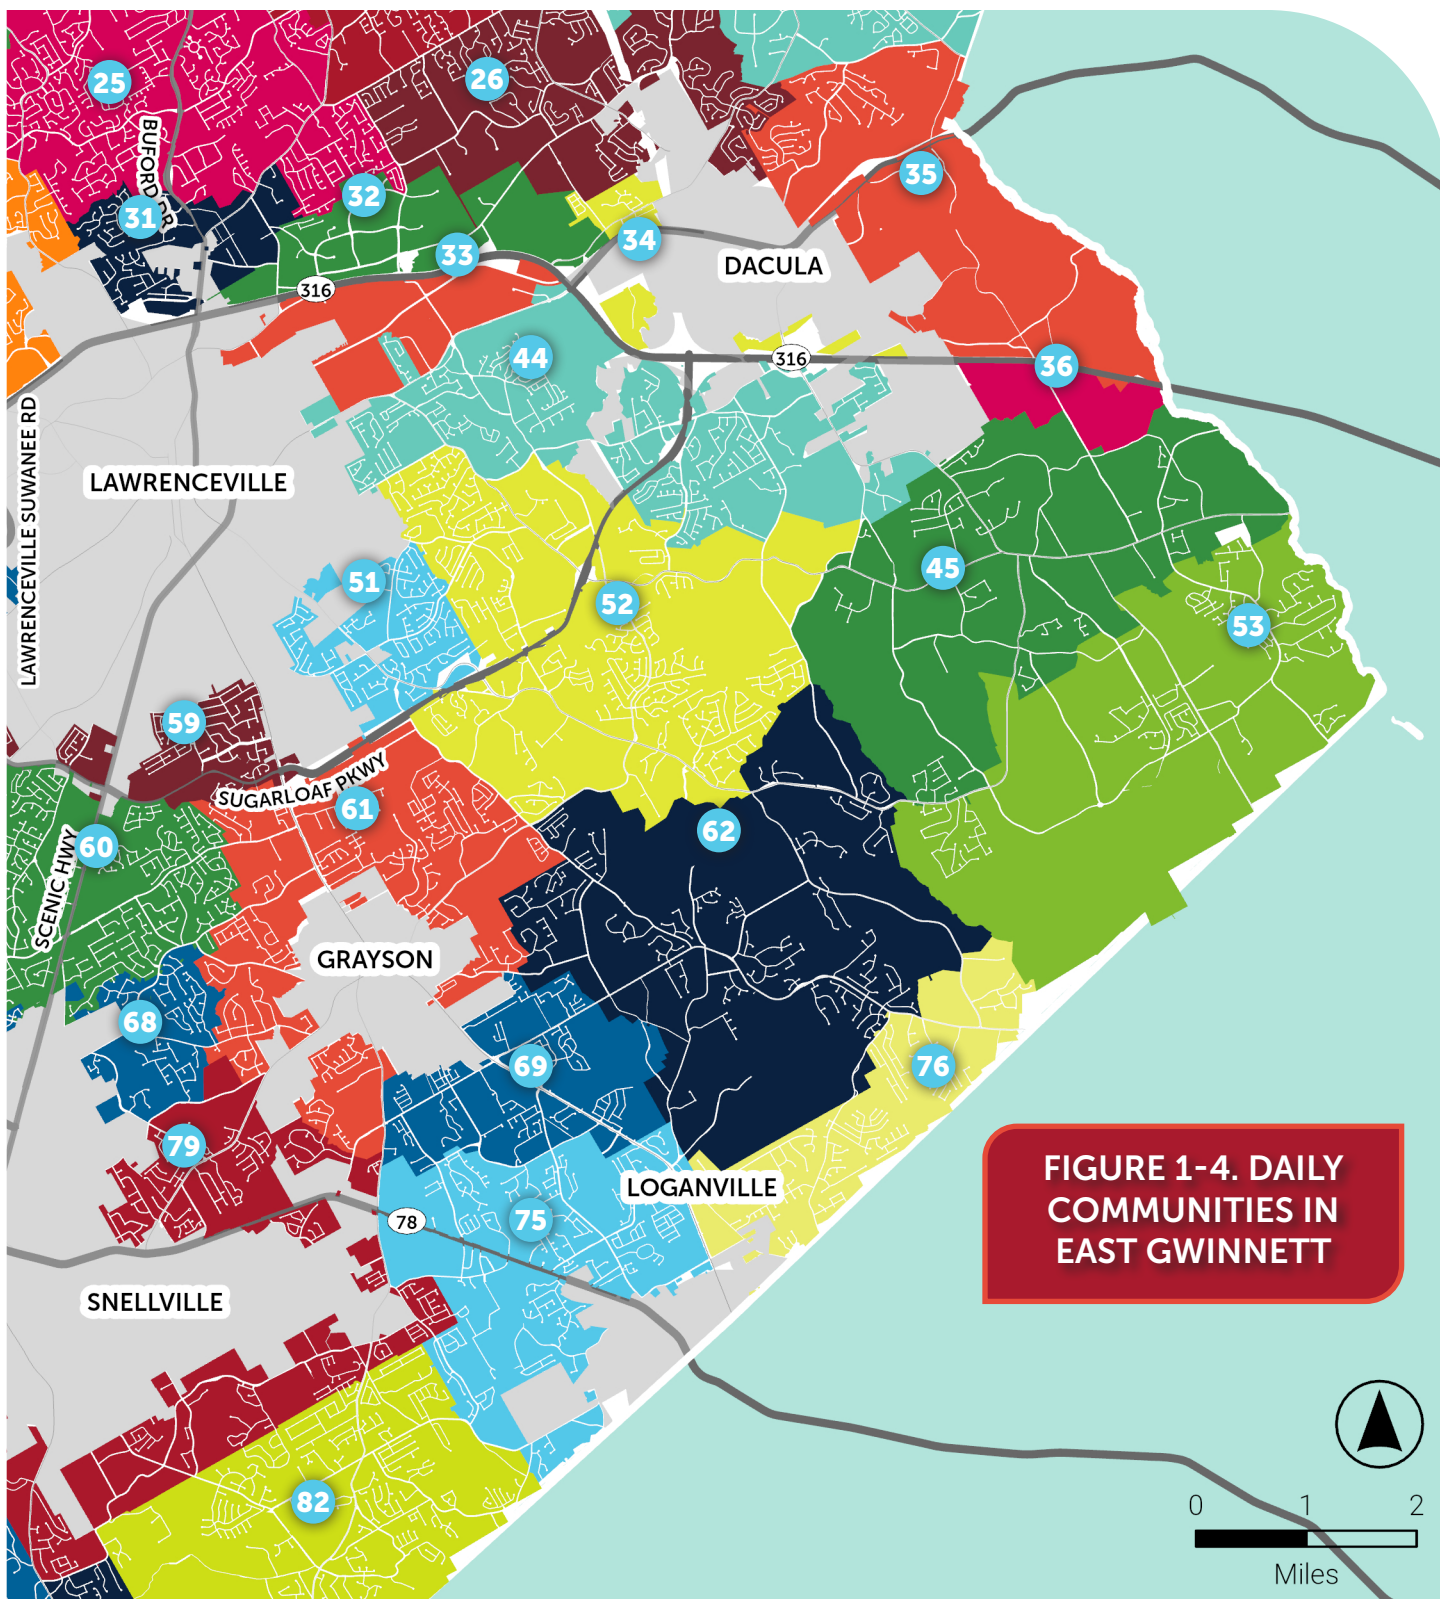 25
26
BUFORD DR
35
32
31
34
33
DACULA
316
44
316
36
LAWRENCEVILLE SUWANEE RD
LAWRENCEVILLE
51
45
52
53
59
SUGARLOAF PKWY
61
62
60
SCENIC HWY
GRAYSON
68
69
76
79
LOGANVILLE
78
75
FIGURE 1-4. DAILY
COMMUNITIES IN
EAST GWINNETT
SNELLVILLE
82
0 1 2
Miles